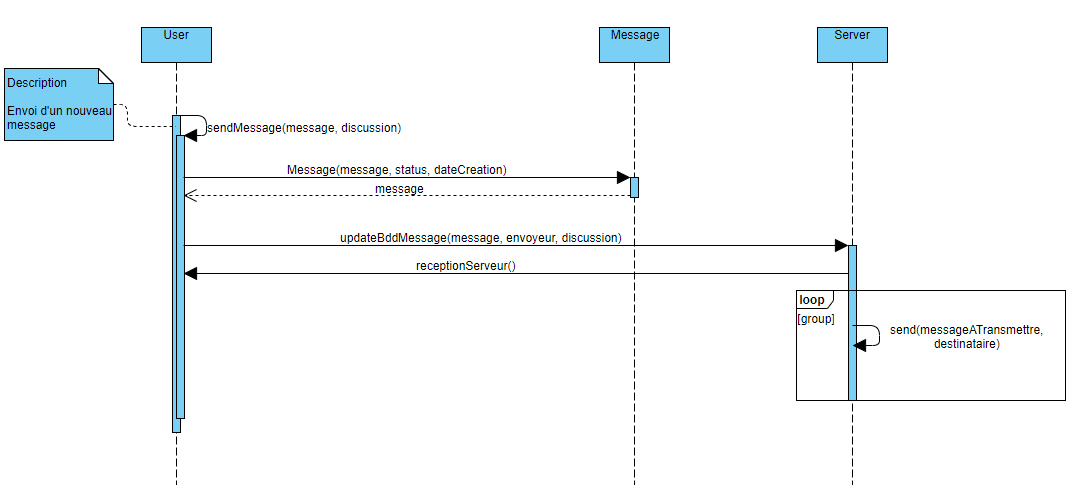 User
Message
Server
Description
Envoi d'un nouveau
message
sendMessage(message, discussion)
Message(message, status, dateCreation)
message
updateBddMessage(message, envoyeur, discussion)
receptionServeur()
loop
[group]
send(messageATransmettre,
destinataire)